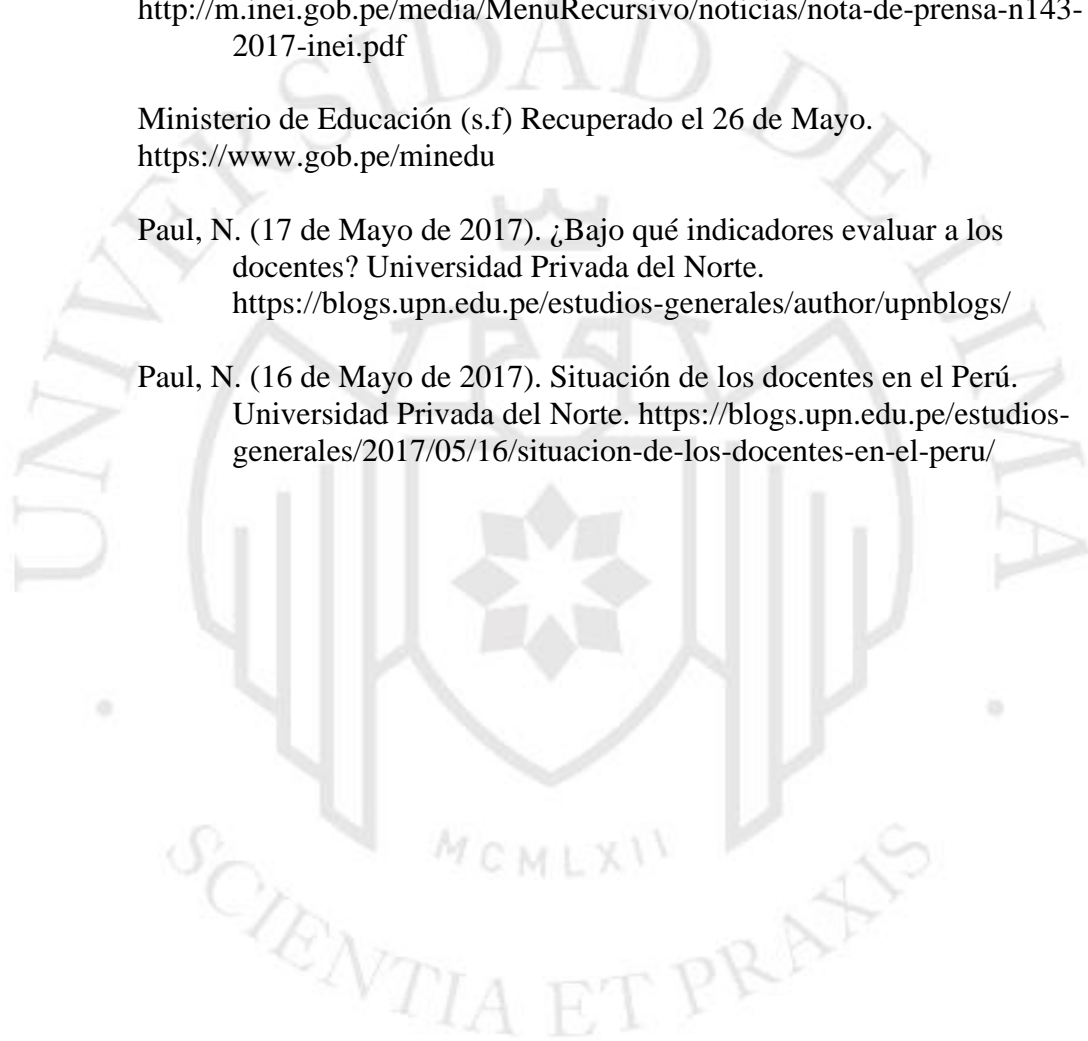 http://m.inei.gob.pe/media/MenuRecursivo/noticias/nota-de-prensa-n143-
2017-inei.pdf
Ministerio de Educación (s.f) Recuperado el 26 de Mayo.
https://www.gob.pe/minedu
Paul, N. (17 de Mayo de 2017). ¿Bajo qué indicadores evaluar a los
docentes? Universidad Privada del Norte.
https://blogs.upn.edu.pe/estudios-generales/author/upnblogs/
Paul, N. (16 de Mayo de 2017). Situación de los docentes en el Perú.
Universidad Privada del Norte. https://blogs.upn.edu.pe/estudios-
generales/2017/05/16/situacion-de-los-docentes-en-el-peru/
UNIVERSIDAD DE LIMA
MCMLXII
SCIENTIA ET PRAXIS